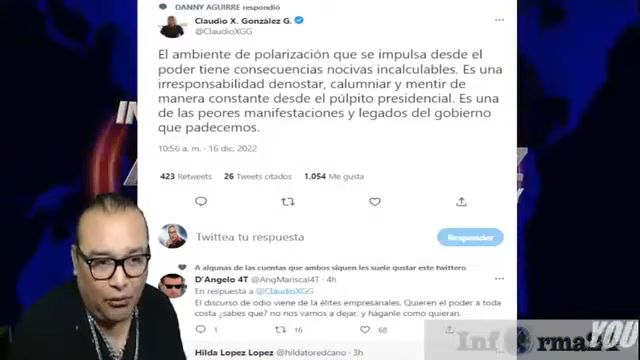 DANNY AGUIRRE respondió
Claudio X. González G.
@ClaudioXGG
El ambiente de polarización que se impulsa desde el
poder tiene consecuencias nocivas incalculables. Es una
irresponsabilidad denostar, calumniar y mentir de
manera constante desde el púlpito presidencial. Es una
de las peores manifestaciones y legados del gobierno
que padecemos.
10:56 a. m. · 16 dic. 2022
423 Retweets 26 Tweets citados 1.054 Me gusta
Twittea tu respuesta
Responder
A algunas de las cuentas que ambos siguen les suele gustar este twittero
D'Angelo 4T @AngMariscal4T · 4h
En respuesta a @ClaudioXGG
El discurso de odio viene de la élites empresariales. Quieren el poder a toda
costa ¿sabes que? no nos vamos a dejar, y háganle como quieran.
1 16 68
Hilda Lopez Lopez @hildatoredcano · 3h
YOU